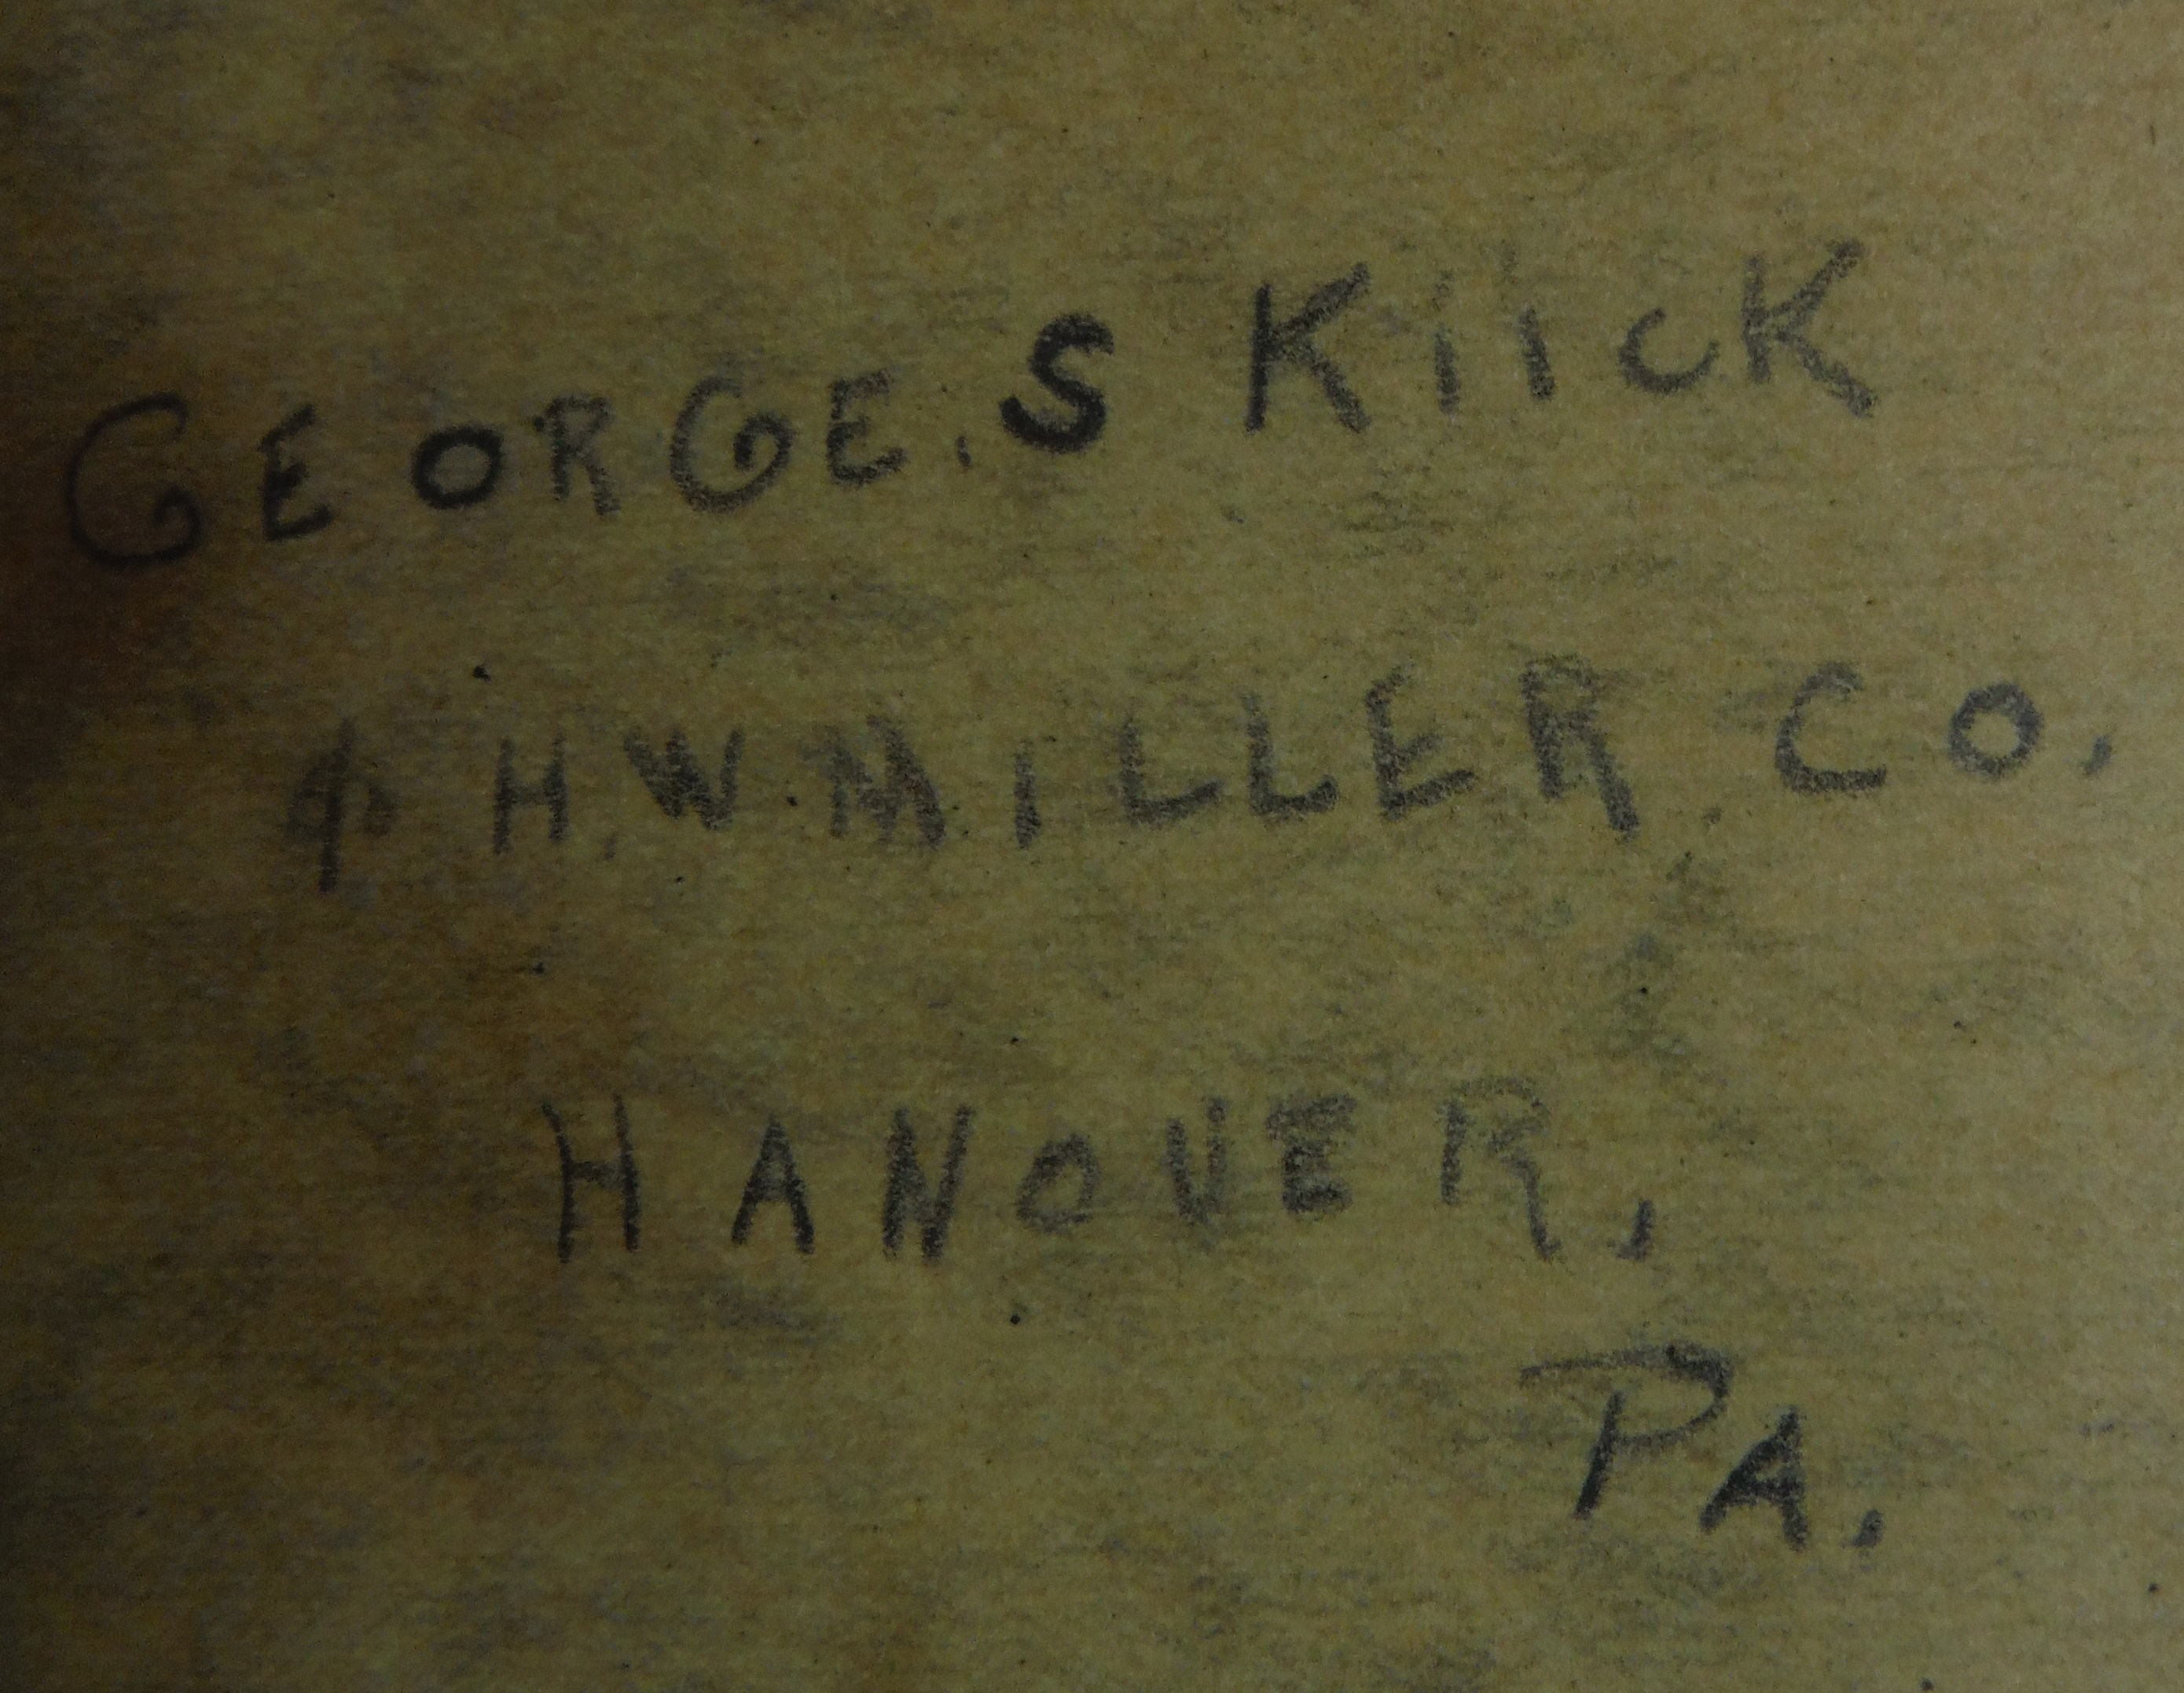 GEORGE.S KIICK
H.W.MILLER.CO.
HANOVER,
PA.